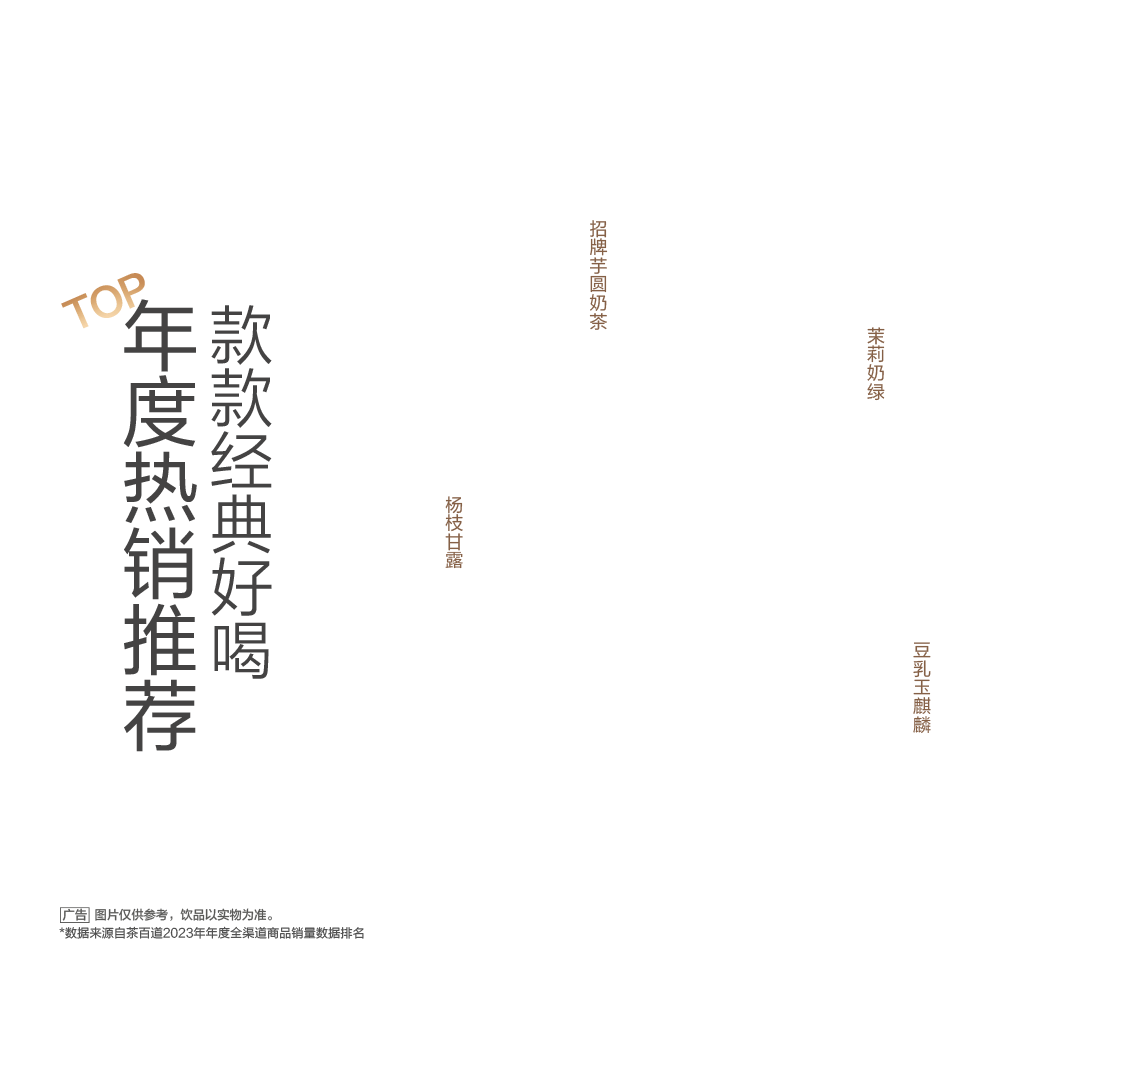 TOP
年度热销推荐
款款经典好喝
招牌芋圆奶茶
茉莉奶绿
杨枝甘露
豆乳玉麒麟
广告 图片仅供参考，饮品以实物为准。
*数据来源自茶百道2023年年度全渠道商品销量数据排名